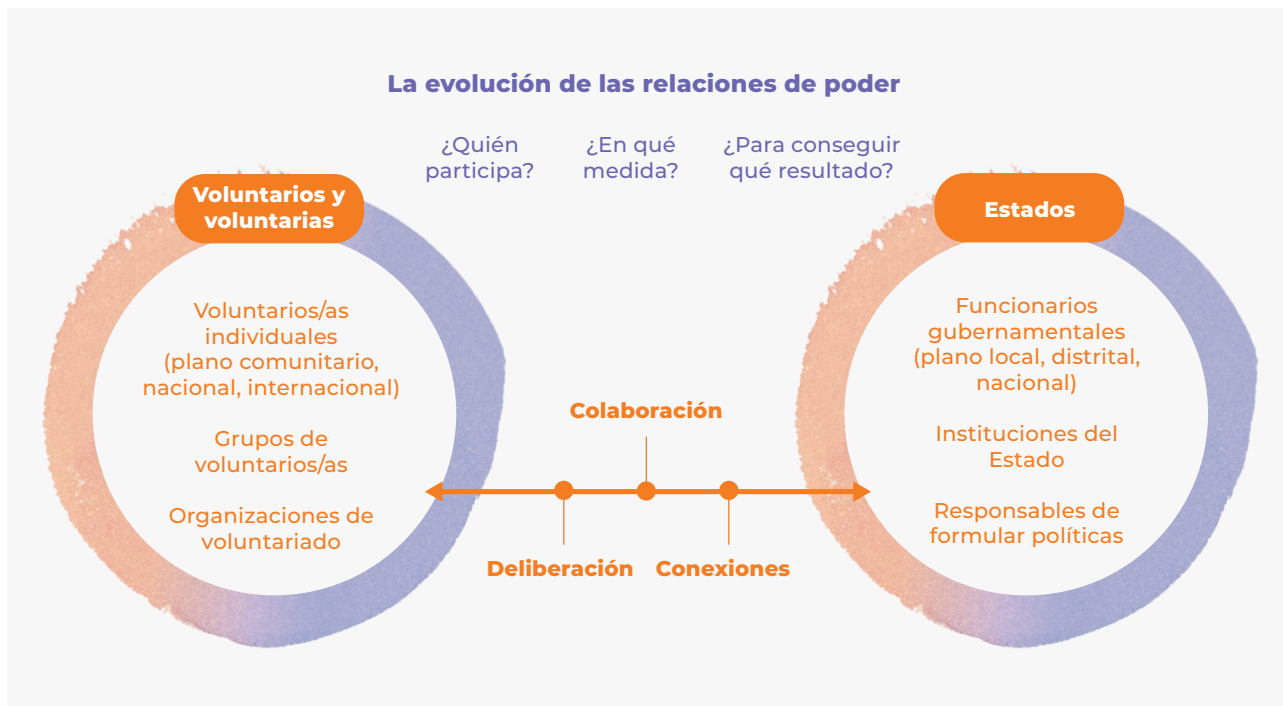 La evolución de las relaciones de poder
¿Quién
participa?
¿En qué
medida?
¿Para conseguir
qué resultado?
Voluntarios y
voluntarias
Voluntarios/as
individuales
(plano comunitario,
nacional, internacional)
Grupos de
voluntarios/as
Organizaciones de
voluntariado
Colaboración
Deliberación
Conexiones
Estados
Funcionarios
gubernamentales
(plano local, distrital,
nacional)
Instituciones del
Estado
Responsables de
formular políticas